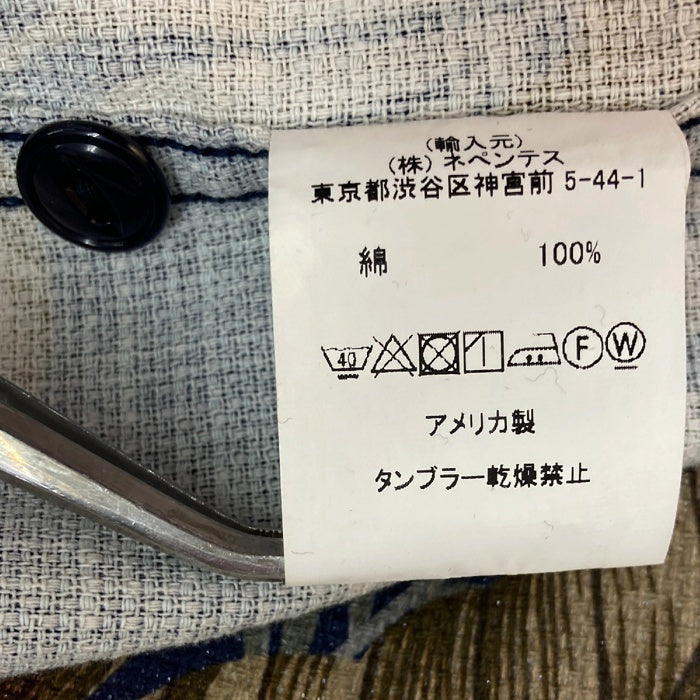 (輸入元)
(株) ネペンテス
東京都渋谷区神宮前 5-44-1
綿 100%
40 F W
アメリカ製
タンブラー乾燥禁止